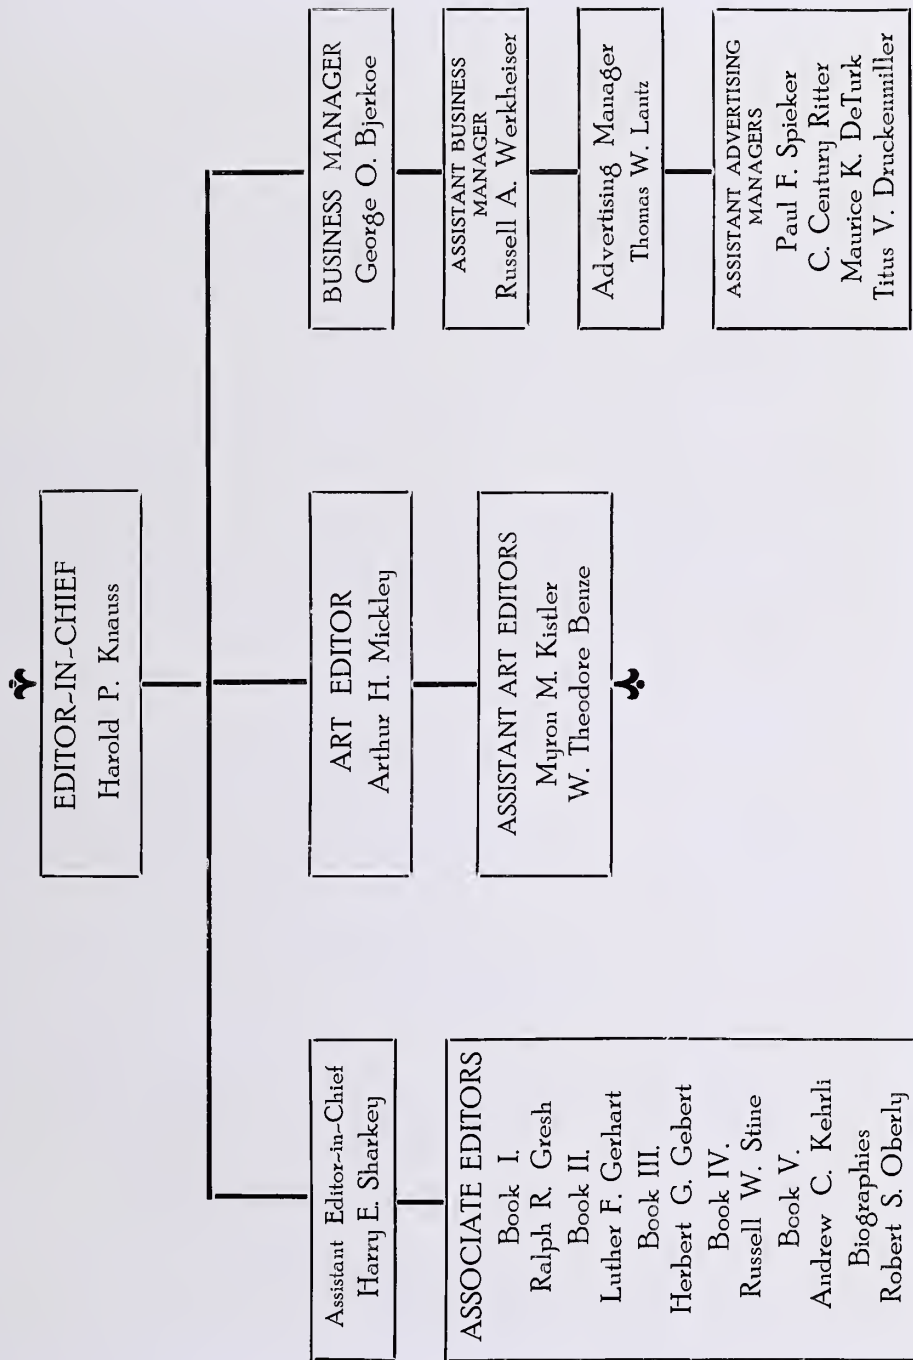 EDITOR-IN-CHIEF
Harold P. Knauss
Assistant Editor-in-Chief
Harry E. Sharkey
ASSOCIATE EDITORS
Book I.
Ralph R. Gresh
Book II.
Luther F. Gerhart
Book III.
Herbert G. Gebert
Book IV.
Russell W. Stine
Book V.
Andrew C. Kehrli
Biographies
Robert S. Oberly
ART EDITOR
Arthur H. Mickley
ASSISTANT ART EDITORS
Myron M. Kistler
W. Theodore Benze
BUSINESS MANAGER
George O. Bjerkoe
ASSISTANT BUSINESS
MANAGER
Russell A. Werkheiser
Advertising Manager
Thomas W. Lautz
ASSISTANT ADVERTISING
MANAGERS
Paul F. Spieker
C. Century Ritter
Maurice K. DeTurk
Titus V. Druckenmiller